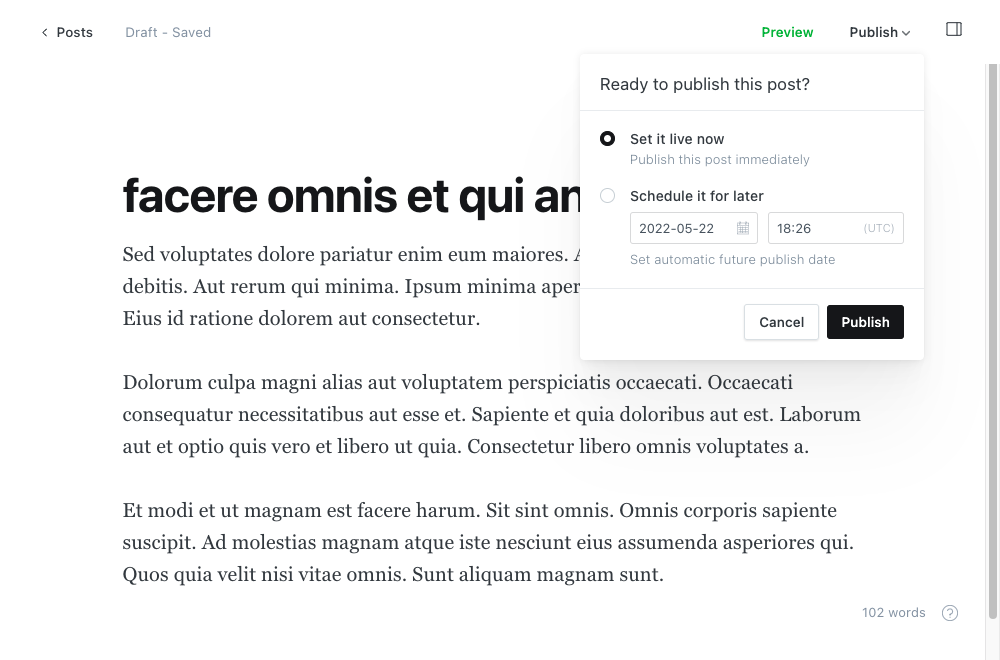 Posts
Draft - Saved
Preview
Publish
Ready to publish this post?
Set it live now
Publish this post immediately
Schedule it for later
2022-05-22
18:26
(UTC)
Set automatic future publish date
Cancel
Publish
facere omnis et qui an
Sed voluptates dolore pariatur enim eum maiores.
debitis. Aut rerum qui minima. Ipsum minima aper
Eius id ratione dolorem aut consectetur.
Dolorum culpa magni alias aut voluptatem perspiciatis occaecati. Occaecati
consequatur necessitatibus aut esse et. Sapiente et quia doloribus aut est. Laborum
aut et optio quis vero et libero ut quia. Consectetur libero omnis voluptates a.
Et modi et ut magnam est facere harum. Sit sint omnis. Omnis corporis sapiente
suscipit. Ad molestias magnam atque iste nesciunt eius assumenda asperiores qui.
Quos quia velit nisi vitae omnis. Sunt aliquam magnam sunt.
102 words